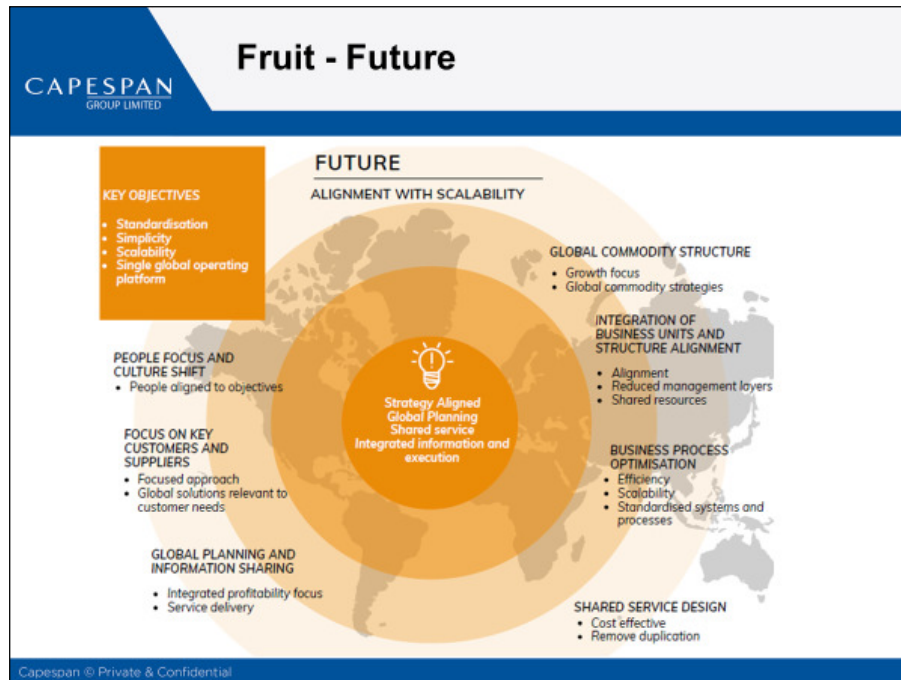 CAPESPAN
GROUP LIMITED
Fruit - Future
KEY OBJECTIVES
• Standardisation
• Simplicity
• Scalability
• Single global operating
platform
FUTURE
ALIGNMENT WITH SCALABILITY
PEOPLE FOCUS AND
CULTURE SHIFT
• People aligned to objectives
FOCUS ON KEY
CUSTOMERS AND
SUPPLIERS
• Focused approach
• Global solutions relevant to
customer needs
GLOBAL PLANNING AND
INFORMATION SHARING
• Integrated profitability focus
• Service delivery
Strategy Aligned
Global Planning
Shared service
Integrated information and
execution
GLOBAL COMMODITY STRUCTURE
• Growth focus
• Global commodity strategies
INTEGRATION OF
BUSINESS UNITS AND
STRUCTURE ALIGNMENT
• Alignment
• Reduced management layers
• Shared resources
BUSINESS PROCESS
OPTIMISATION
• Efficiency
• Scalability
• Standardised systems and
processes
SHARED SERVICE DESIGN
• Cost effective
• Remove duplication
Capespan © Private & Confidential